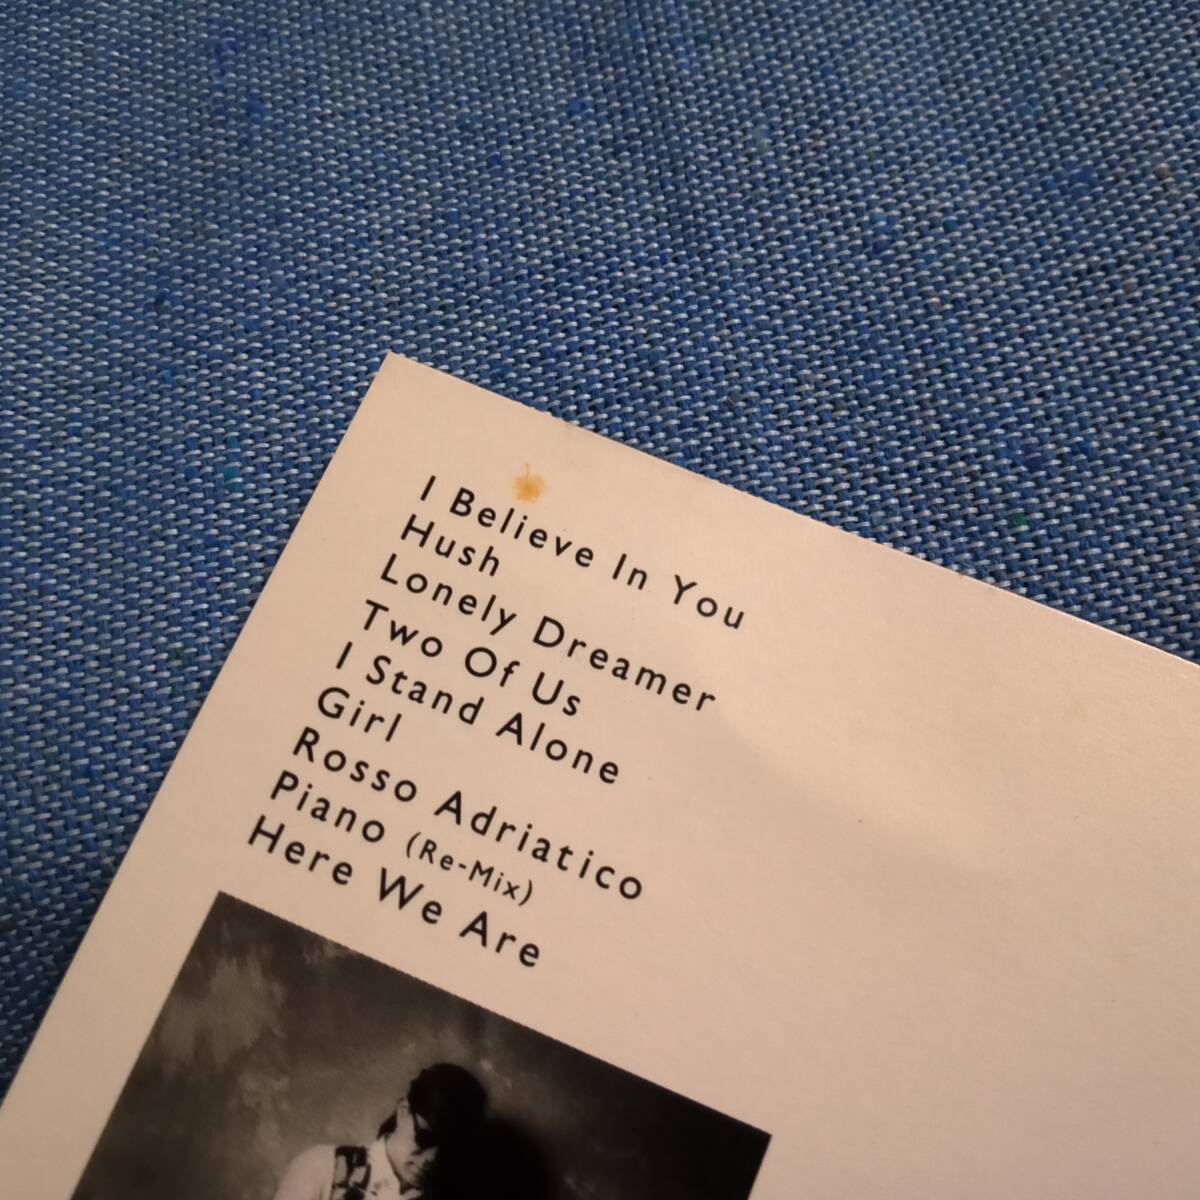 I Believe In You
Hush
Lonely Dreamer
Two Of Us
I Stand Alone
Girl
Rosso Adriatico
Piano (Re-Mix)
Here We Are